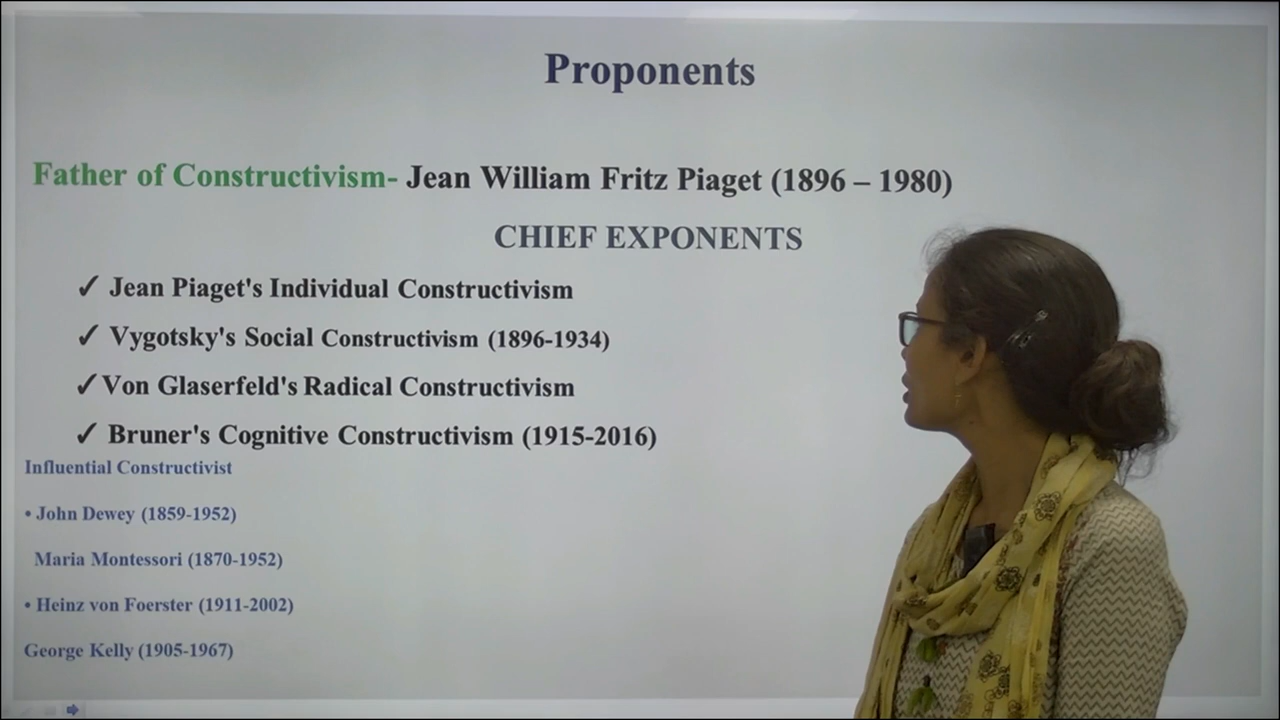 Proponents
Father of Constructivism- Jean William Fritz Piaget (1896 – 1980)
CHIEF EXPONENTS
✓ Jean Piaget's Individual Constructivism
✓ Vygotsky's Social Constructivism (1896-1934)
✓Von Glaserfeld's Radical Constructivism
✓ Bruner's Cognitive Constructivism (1915-2016)
Influential Constructivist
• John Dewey (1859-1952)
Maria Montessori (1870-1952)
• Heinz von Foerster (1911-2002)
George Kelly (1905-1967)